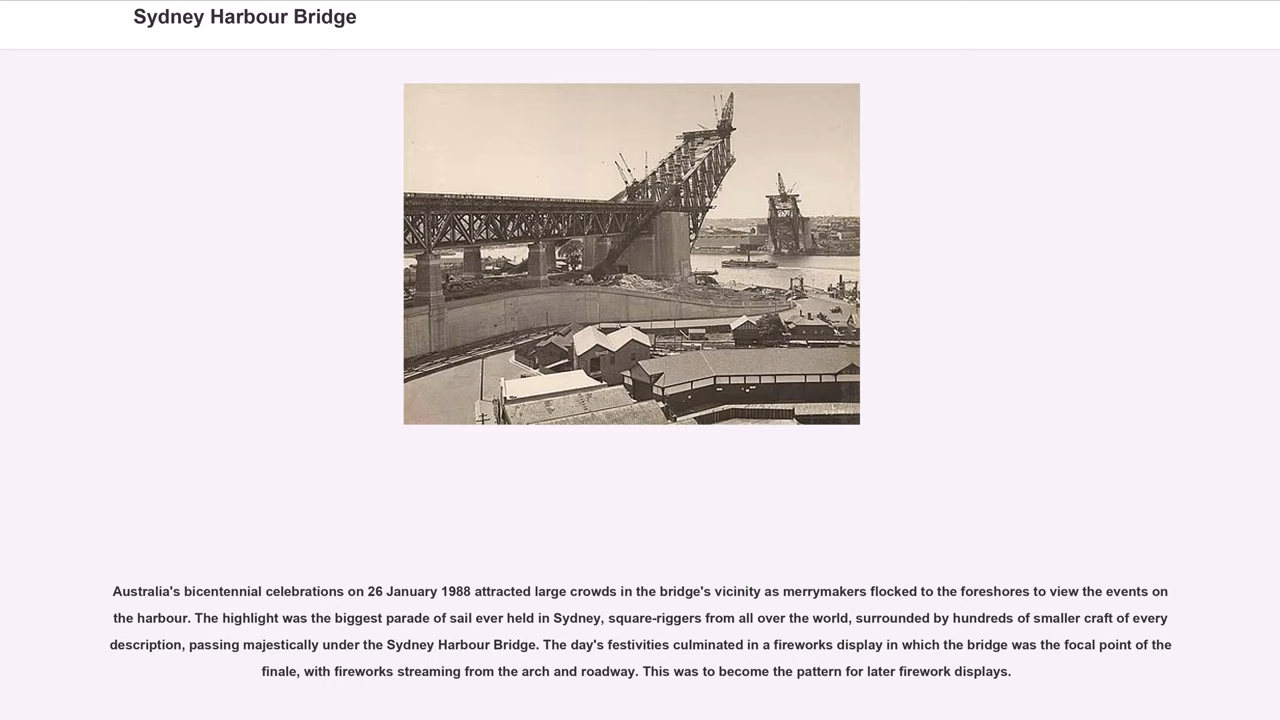 Sydney Harbour Bridge
Australia's bicentennial celebrations on 26 January 1988 attracted large crowds in the bridge's vicinity as merrymakers flocked to the foreshores to view the events on
the harbour. The highlight was the biggest parade of sail ever held in Sydney, square-riggers from all over the world, surrounded by hundreds of smaller craft of every
description, passing majestically under the Sydney Harbour Bridge. The day's festivities culminated in a fireworks display in which the bridge was the focal point of the
finale, with fireworks streaming from the arch and roadway. This was to become the pattern for later firework displays.